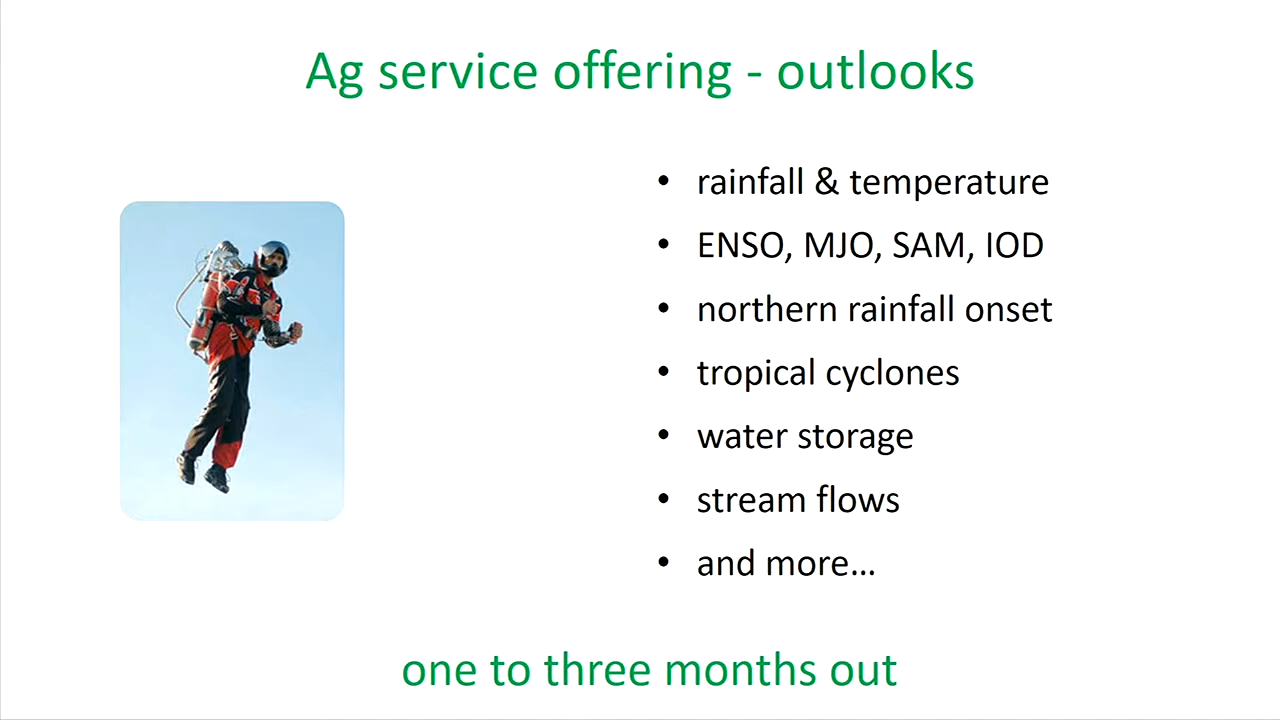 Ag service offering - outlooks
• rainfall & temperature
• ENSO, MJO, SAM, IOD
• northern rainfall onset
• tropical cyclones
• water storage
• stream flows
• and more...
one to three months out